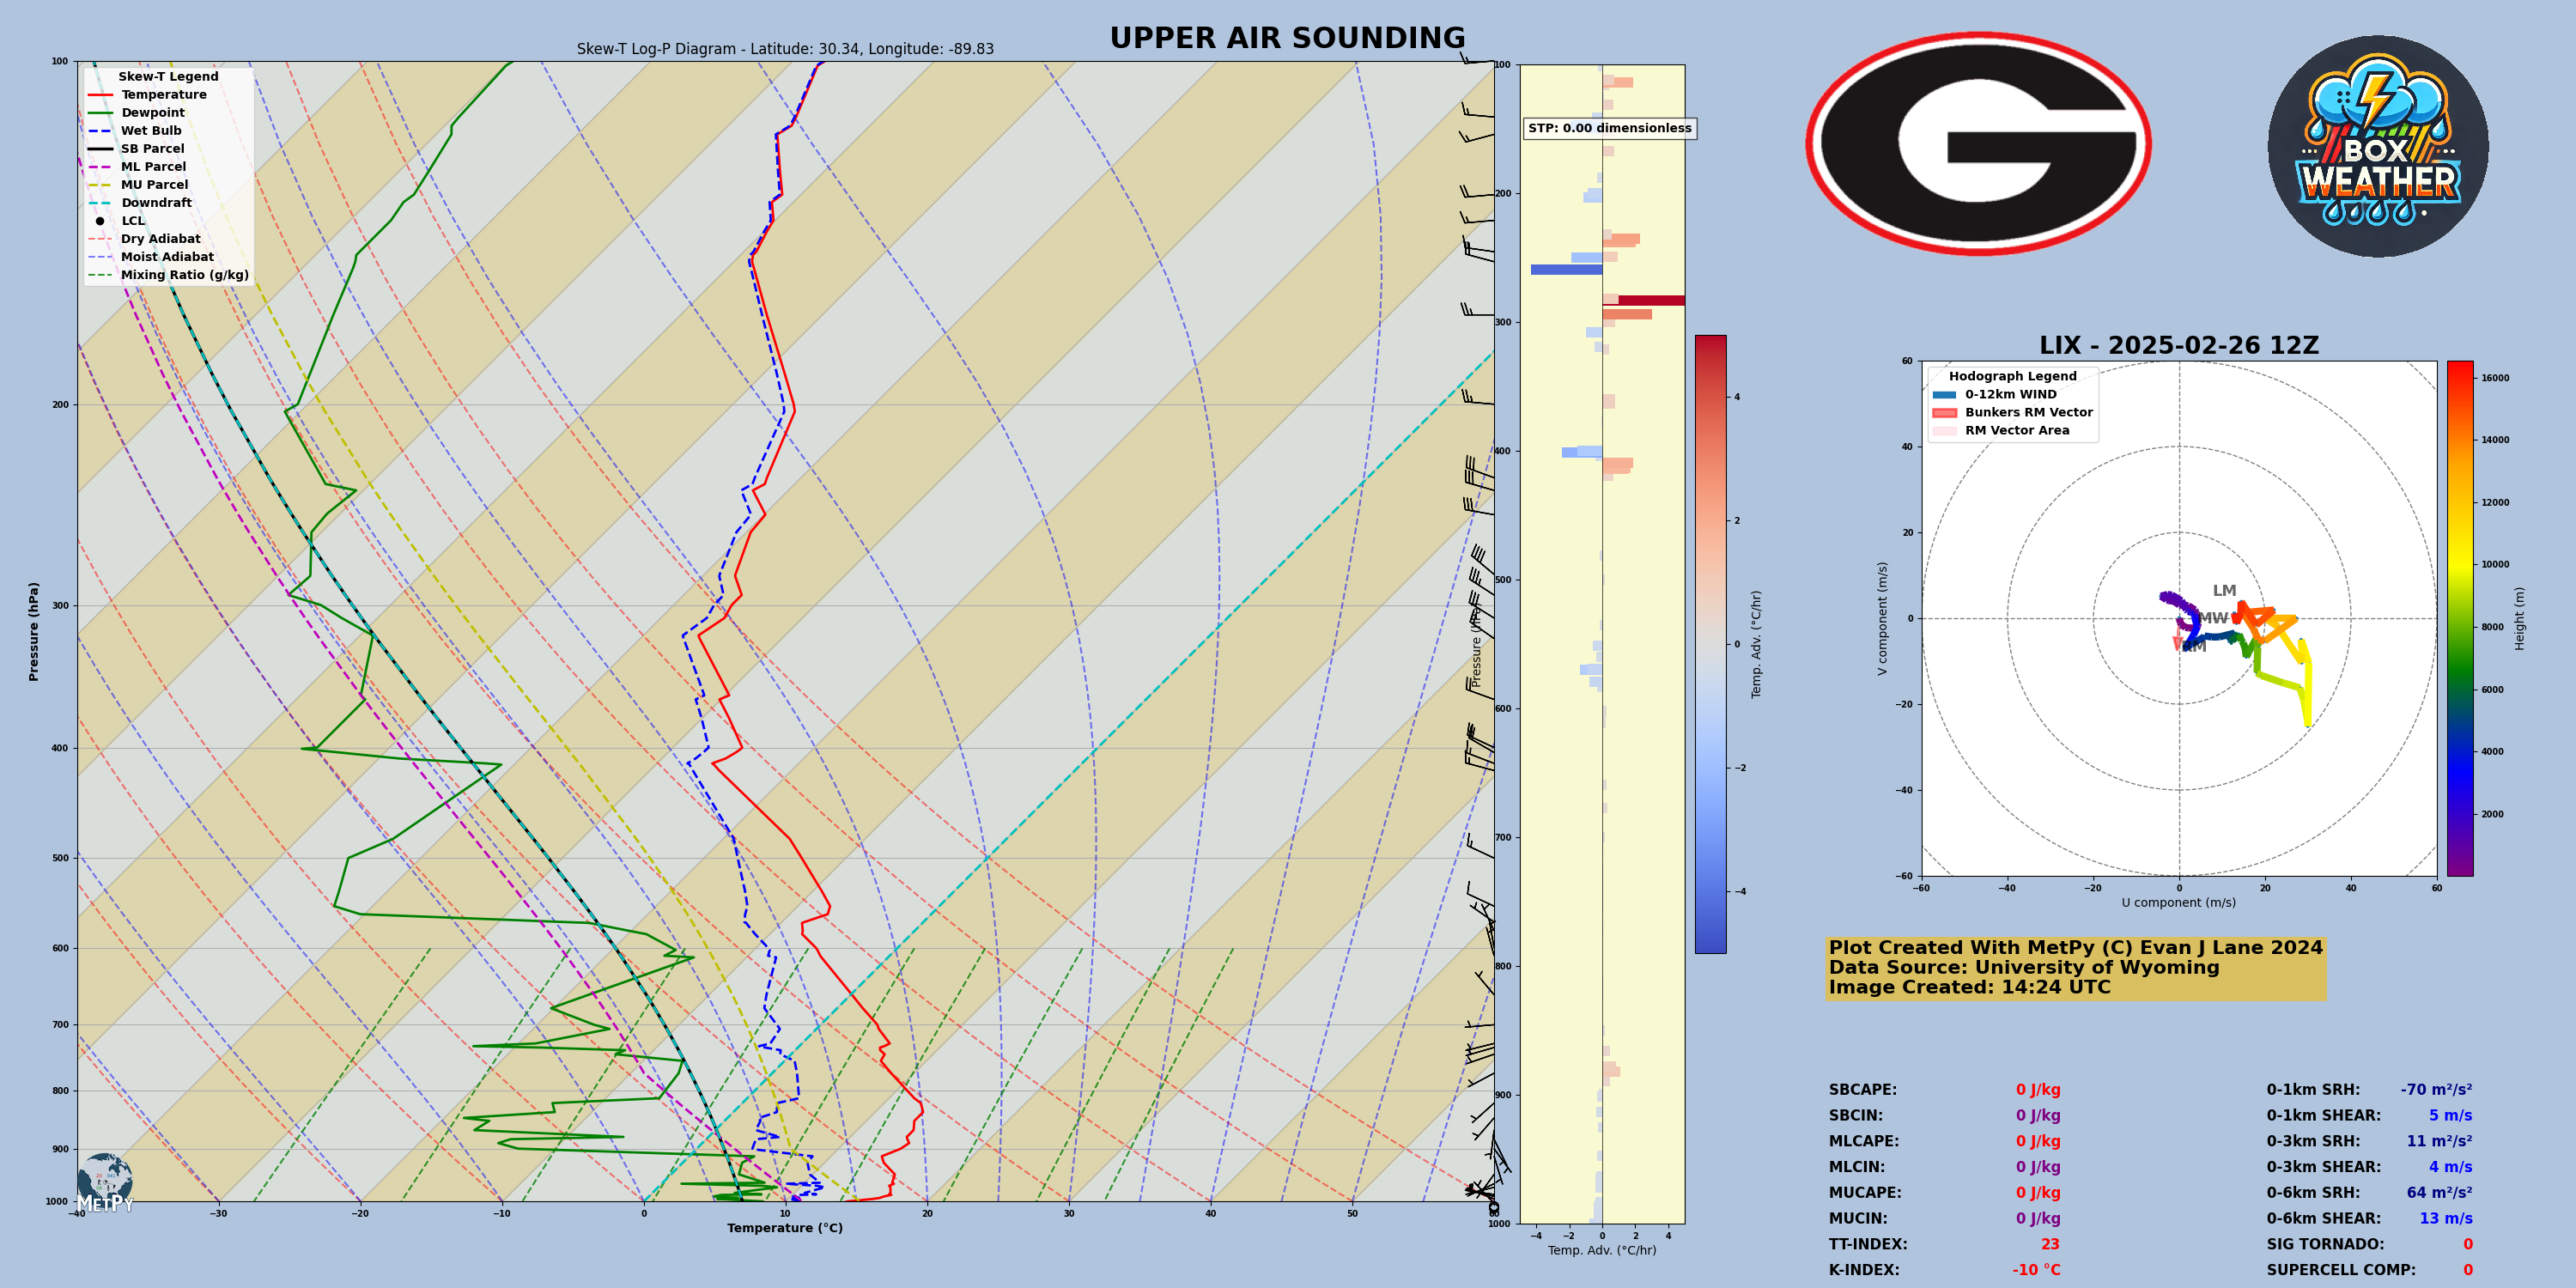 UPPER AIR SOUNDING
Skew-T Log-P Diagram - Latitude: 30.34, Longitude: -89.83
Skew-T Legend
Temperature
Dewpoint
Wet Bulb
SB Parcel
ML Parcel
MU Parcel
Downdraft
LCL
Dry Adiabat
Moist Adiabat
Mixing Ratio (g/kg)
100
200
300
400
500
600
700
800
900
1000
Pressure (hPa)
−40
−30
−20
−10
0
10
20
30
40
50
Temperature (°C)
METPY
100
200
300
400
500
600
700
800
900
1000
STP: 0.00 dimensionless
−4
−2
0
2
4
Temp. Adv. (°C/hr)
4
2
0
−2
−4
Temp. Adv. (°C/hr)
G
BOX
WEATHER
LIX - 2025-02-26 12Z
Hodograph Legend
0-12km WIND
Bunkers RM Vector
RM Vector Area
60
40
20
0
−20
−40
−60
V component (m/s)
LM
MW
−60
−40
−20
0
20
40
60
U component (m/s)
16000
14000
12000
10000
8000
6000
4000
2000
Height (m)
Plot Created With MetPy (C) Evan J Lane 2024
Data Source: University of Wyoming
Image Created: 14:24 UTC
SBCAPE: 0 J/kg
SBCIN: 0 J/kg
MLCAPE: 0 J/kg
MLCIN: 0 J/kg
MUCAPE: 0 J/kg
MUCIN: 0 J/kg
TT-INDEX: 23
K-INDEX: -10 °C
0-1km SRH: -70 m²/s²
0-1km SHEAR: 5 m/s
0-3km SRH: 11 m²/s²
0-3km SHEAR: 4 m/s
0-6km SRH: 64 m²/s²
0-6km SHEAR: 13 m/s
SIG TORNADO: 0
SUPERCELL COMP: 0